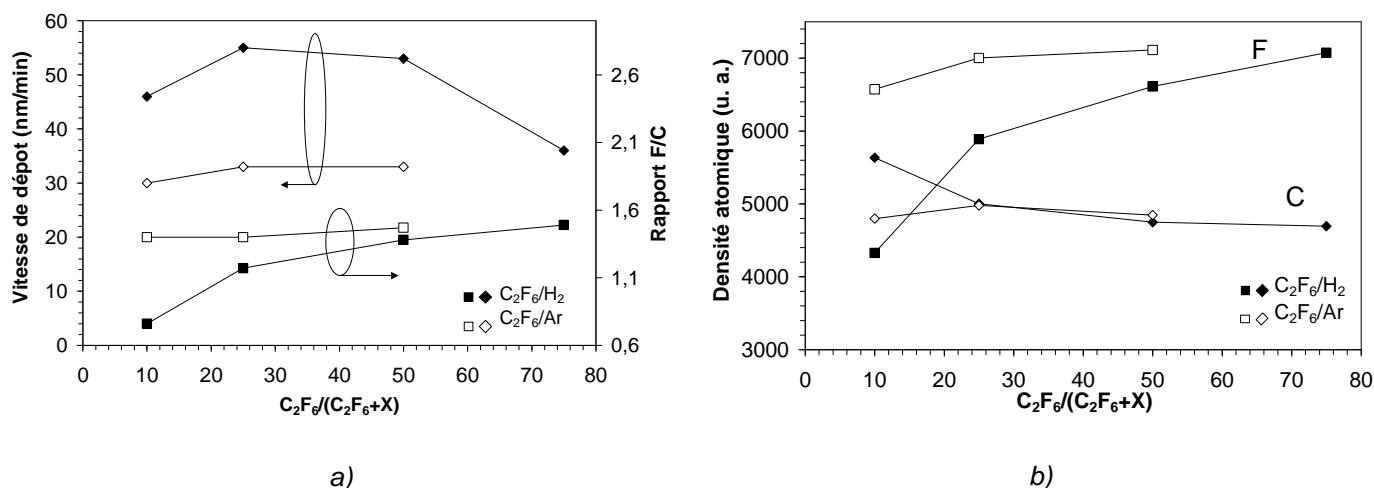 60
50
40
30
20
10
0
Vitesse de dépot (nm/min)
2,6
2,1
1,6
1,1
0,6
Rapport F/C
C₂F₆/H₂
C₂F₆/Ar
0 10 20 30 40 50 60 70 80
C₂F₆/(C₂F₆+X)
a)
7000
6000
5000
4000
3000
Densité atomique (u. a.)
F
C
C₂F₆/H₂
C₂F₆/Ar
0 10 20 30 40 50 60 70 80
C₂F₆/(C₂F₆+X)
b)